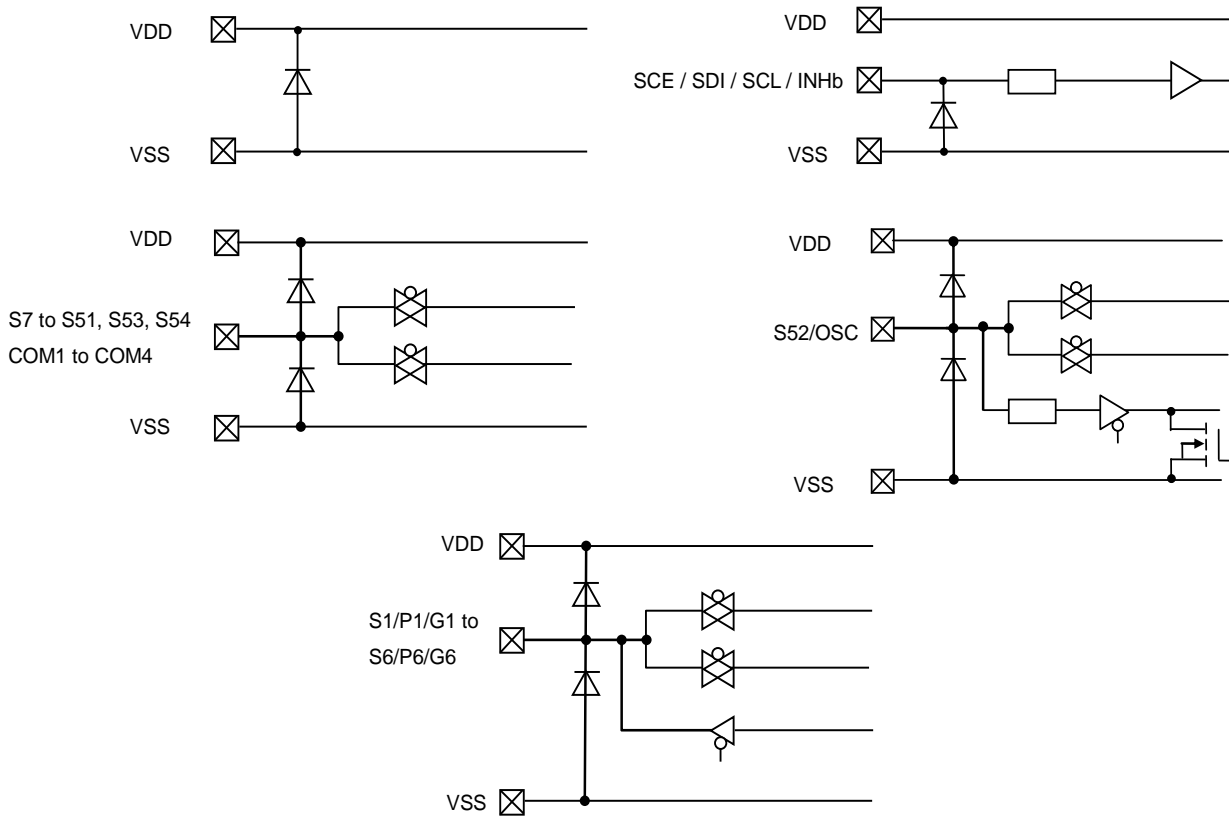 VDD
VSS
VDD
SCE / SDI / SCL / INHb
VSS
VDD
S7 to S51, S53, S54
COM1 to COM4
VSS
VDD
S52/OSC
VSS
VDD
S1/P1/G1 to
S6/P6/G6
VSS